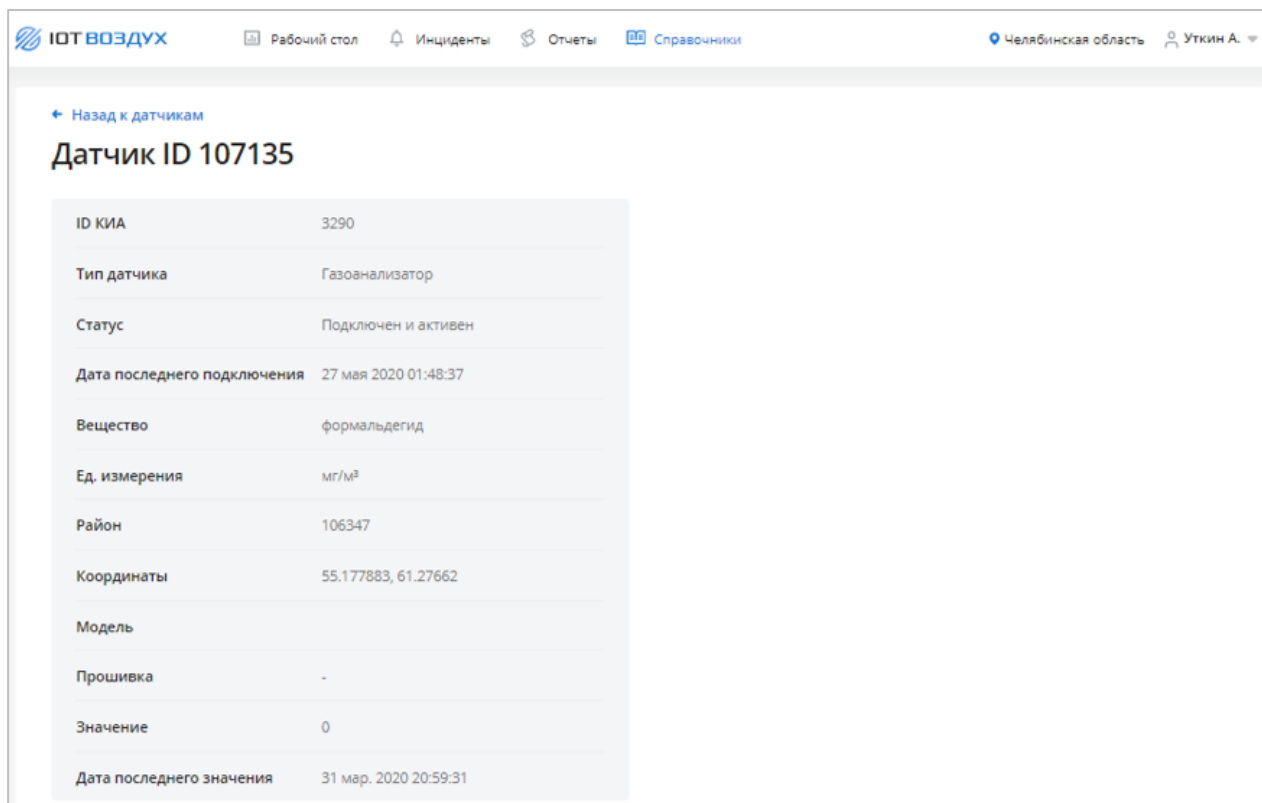 IOT ВОЗДУХ Рабочий стол Инциденты Отчеты Справочники Челябинская область Уткин А.
Назад к датчикам
Датчик ID 107135
ID КИА 3290
Тип датчика Газоанализатор
Статус Подключен и активен
Дата последнего подключения 27 мая 2020 01:48:37
Вещество формальдегид
Ед. измерения мг/м³
Район 106347
Координаты 55.177883, 61.27662
Модель
Прошивка -
Значение 0
Дата последнего значения 31 мар. 2020 20:59:31